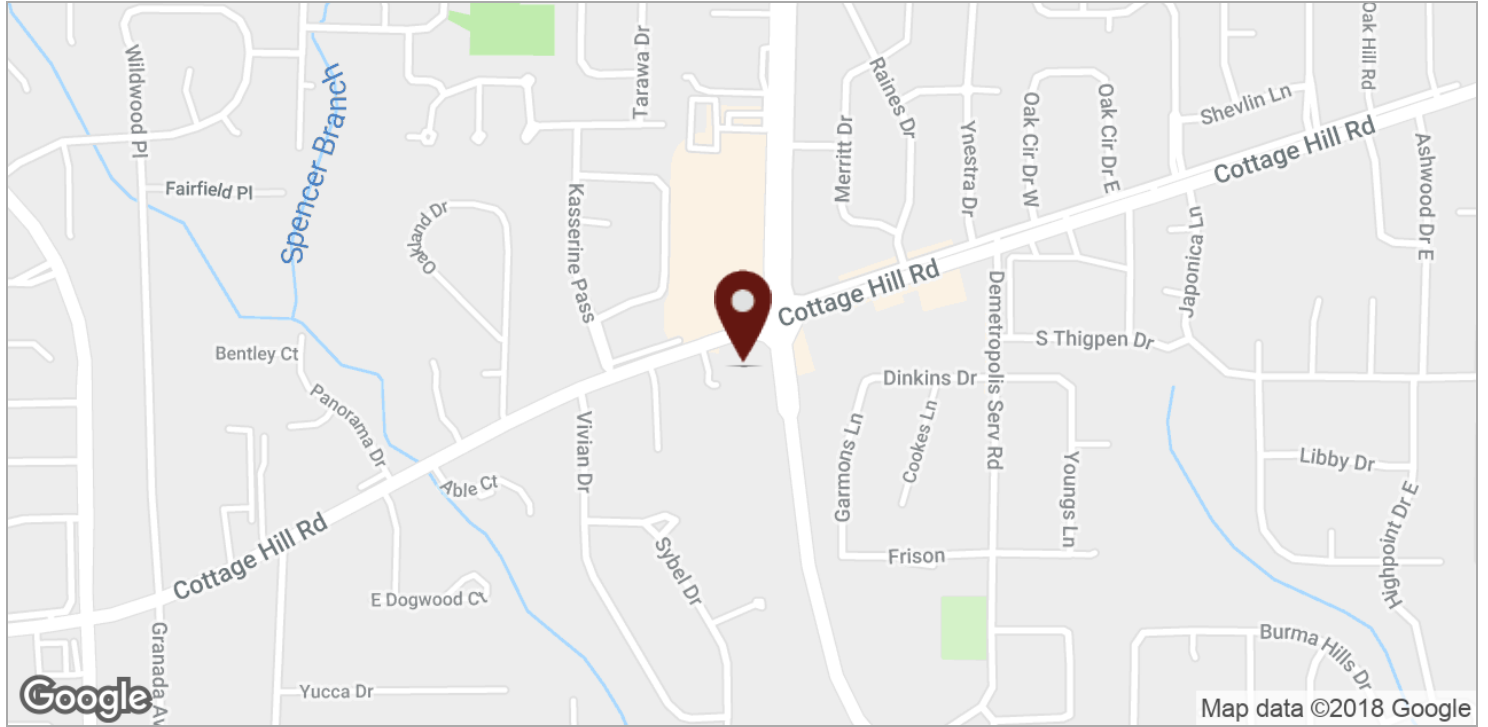 Oak Hill Rd
Tarawa Dr
Wildwood Pl
Raines Dr
Spencer Branch
Shevlin Ln
Oak Cir Dr E
Oak Cir Dr W
Merritt Dr
Ynestra Dr
Cottage Hill Rd
Ashwood Dr E
Fairfield Pl
Kasserine Pass
Oakland Dr
Japonica Ln
Cottage Hill Rd
Demetropolis Serv Rd
S Thigpen Dr
Bentley Ct
Dinkins Dr
Panorama Dr
Vivian Dr
Garmons Ln
Cookes Ln
Youngs Ln
Libby Dr
Able Ct
Highpoint Dr E
Cottage Hill Rd
Frison
Sybel Dr
E Dogwood Ct
Granada Av
Burma Hills Dr
Yucca Dr
Google
Map data ©2018 Google